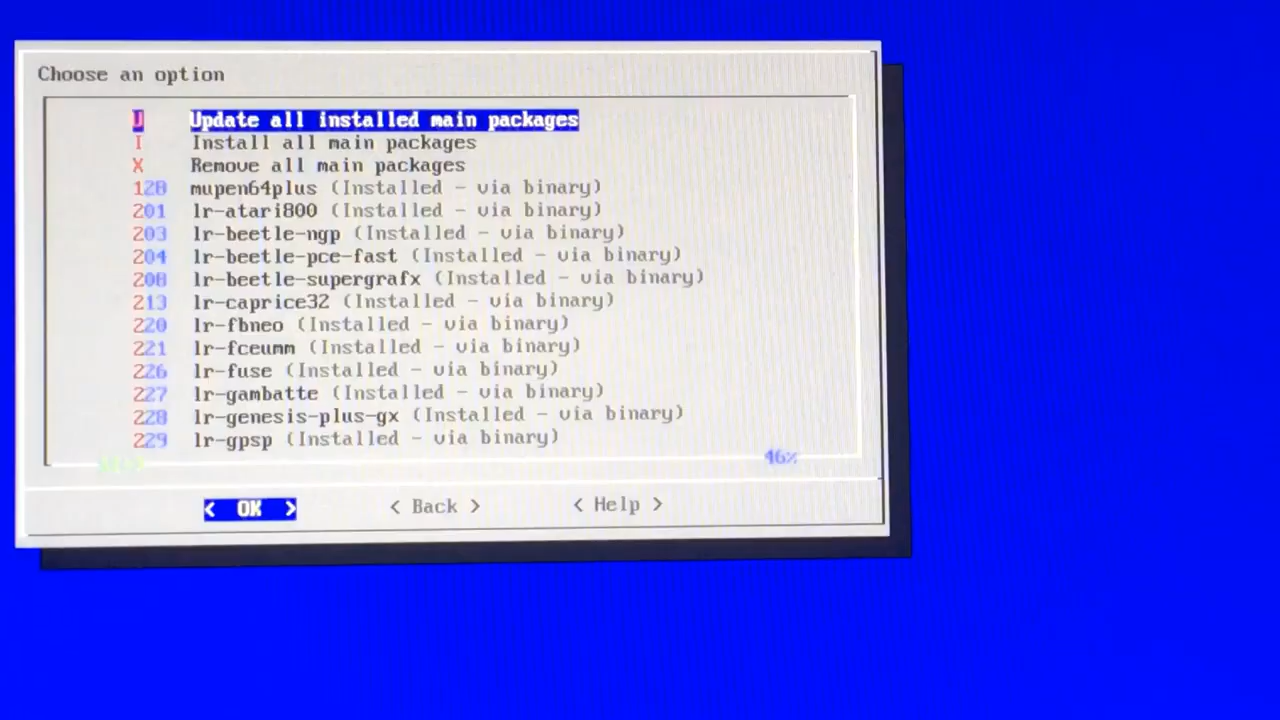 Choose an option
U Update all installed main packages
I Install all main packages
X Remove all main packages
128 mupen64plus (Installed - via binary)
201 lr-atari800 (Installed - via binary)
203 lr-beetle-ngp (Installed - via binary)
204 lr-beetle-pce-fast (Installed - via binary)
208 lr-beetle-supergrafx (Installed - via binary)
213 lr-caprice32 (Installed - via binary)
220 lr-fbneo (Installed - via binary)
221 lr-fceumm (Installed - via binary)
226 lr-fuse (Installed - via binary)
227 lr-gambatte (Installed - via binary)
228 lr-genesis-plus-gx (Installed - via binary)
229 lr-gpsp (Installed - via binary)
46%
< OK > < Back > < Help >